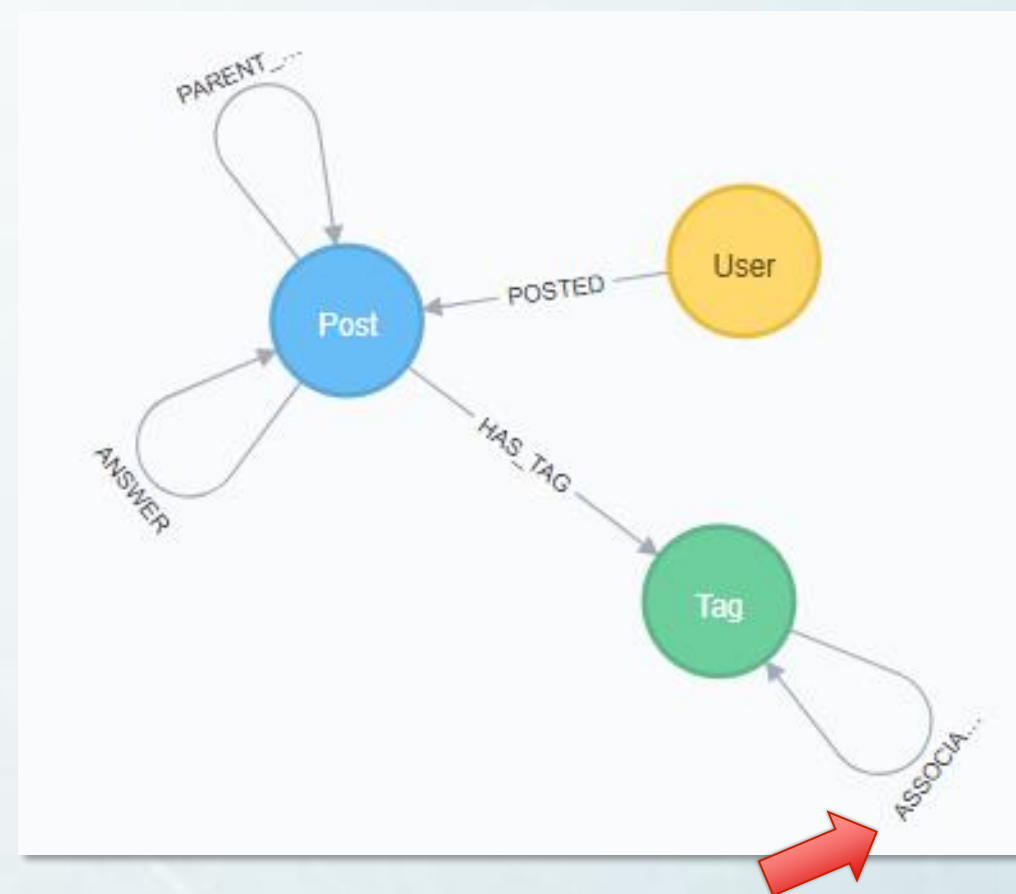 PARENT_...
User
POSTED
Post
HAS_TAG
ANSWER
Tag
ASSOCIA...